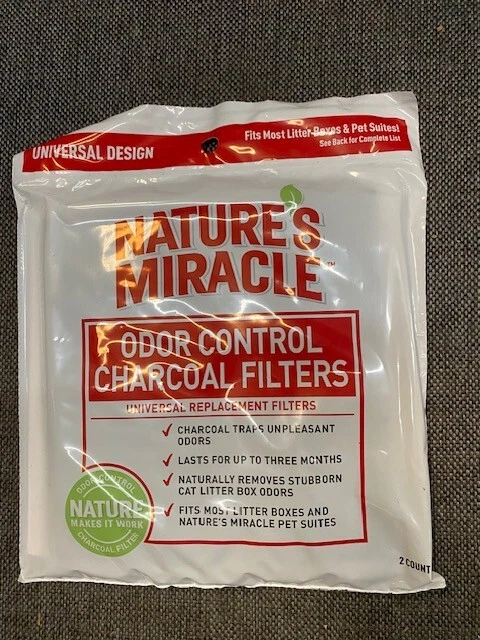 UNIVERSAL DESIGN
Fits Most Litter Boxes & Pet Suites!
See Back for Complete List
NATURE'S
MIRACLE™
ODOR CONTROL
CHARCOAL FILTERS
UNIVERSAL REPLACEMENT FILTERS
✓ CHARCOAL TRAPS UNPLEASANT
ODORS
✓ LASTS FOR UP TO THREE MONTHS
✓ NATURALLY REMOVES STUBBORN
CAT LITTER BOX ODORS
✓ FITS MOST LITTER BOXES AND
NATURE'S MIRACLE PET SUITES
ODOR CONTROL
NATURE
MAKES IT WORK
CHARCOAL FILTER
2 COUNT